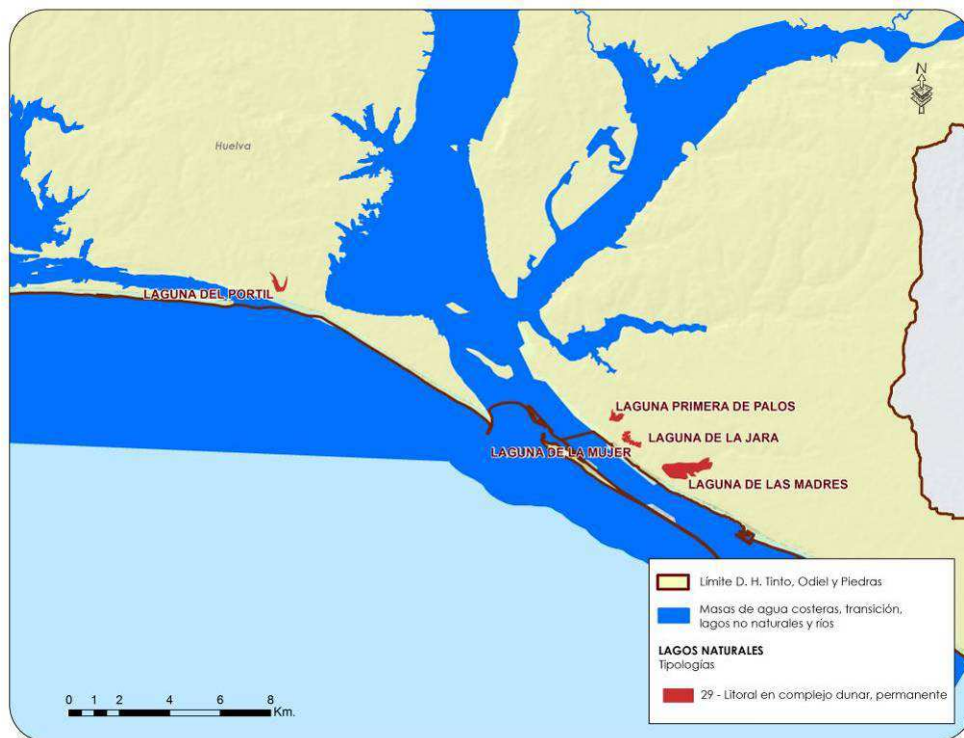 N
Huelva
LAGUNA DEL PORTIL
LAGUNA PRIMERA DE PALOS
LAGUNA DE LA JARA
LAGUNA DE LA MUJER
LAGUNA DE LAS MADRES
Límite D. H. Tinto, Odiel y Piedras
Masas de agua costeras, transición,
lagos no naturales y ríos
LAGOS NATURALES
Tipologías
29 - Litoral en complejo dunar, permanente
0 1 2 4 6 8
Km.